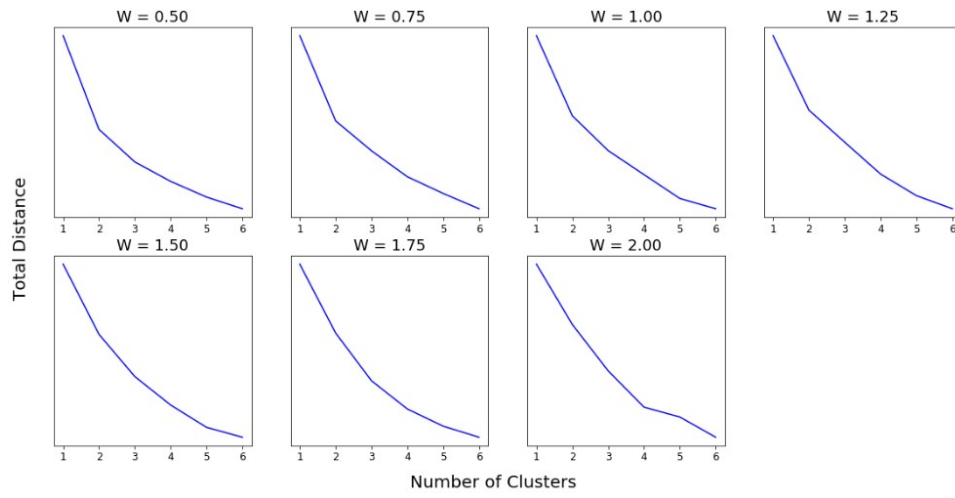 W = 0.50
W = 0.75
W = 1.00
W = 1.25
1 2 3 4 5 6
1 2 3 4 5 6
1 2 3 4 5 6
1 2 3 4 5 6
Total Distance
W = 1.50
W = 1.75
W = 2.00
1 2 3 4 5 6
1 2 3 4 5 6
1 2 3 4 5 6
Number of Clusters